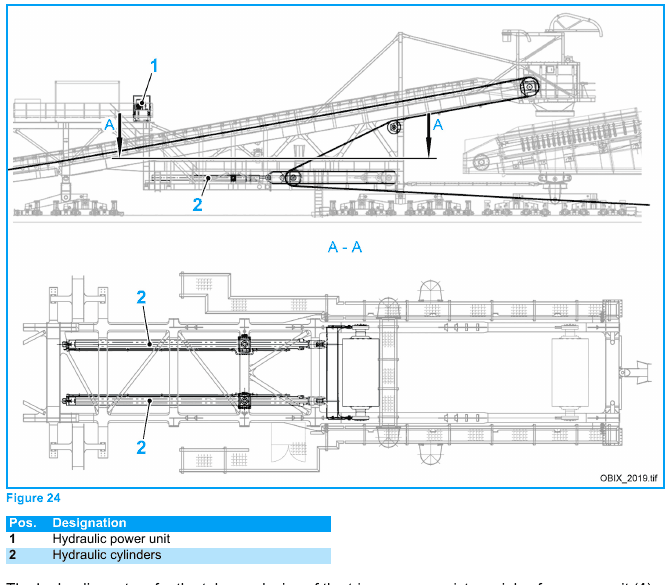 1
A
A
2
A - A
2
2
OBIX_2019.tif
Figure 24
Pos. Designation
1 Hydraulic power unit
2 Hydraulic cylinders